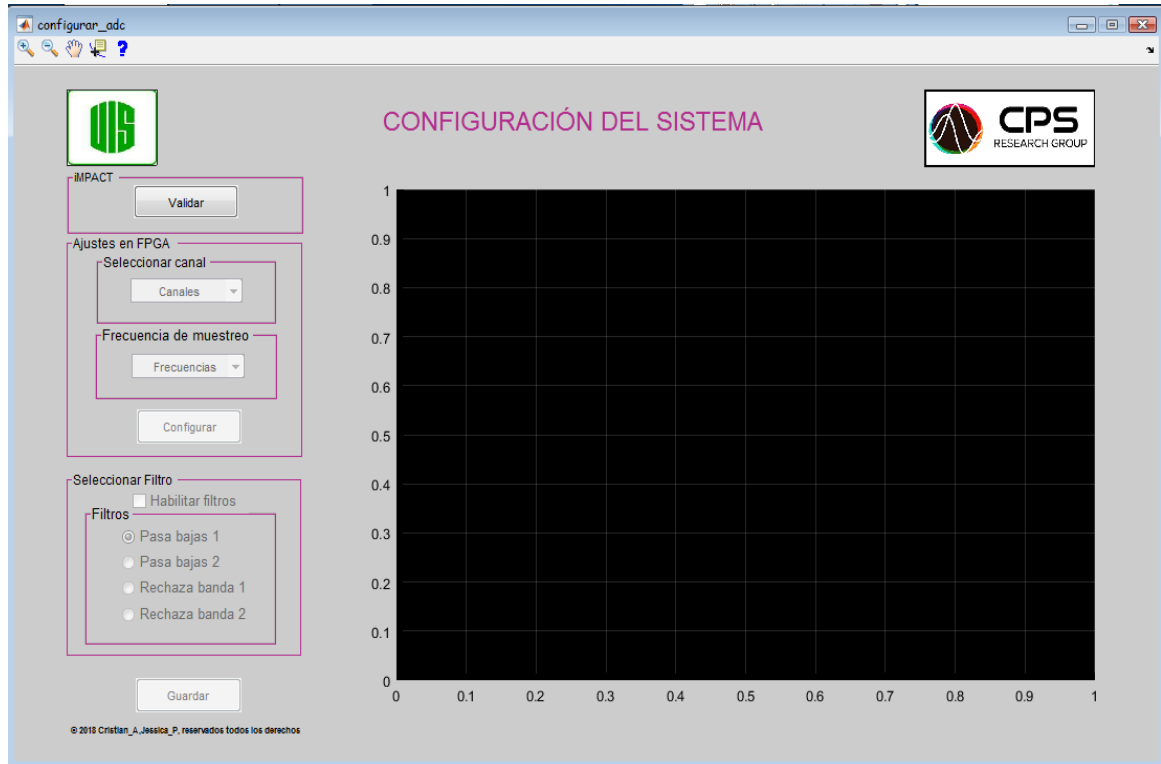 configurar_adc
UIS
CONFIGURACIÓN DEL SISTEMA
CPS
RESEARCH GROUP
iMPACT
Validar
Ajustes en FPGA
Seleccionar canal
Canales
Frecuencia de muestreo
Frecuencias
Configurar
Seleccionar Filtro
Habilitar filtros
Filtros
Pasa bajas 1
Pasa bajas 2
Rechaza banda 1
Rechaza banda 2
Guardar
© 2018 Cristian_A,Jessica_P, reservados todos los derechos
1
0.9
0.8
0.7
0.6
0.5
0.4
0.3
0.2
0.1
0
0 0.1 0.2 0.3 0.4 0.5 0.6 0.7 0.8 0.9 1